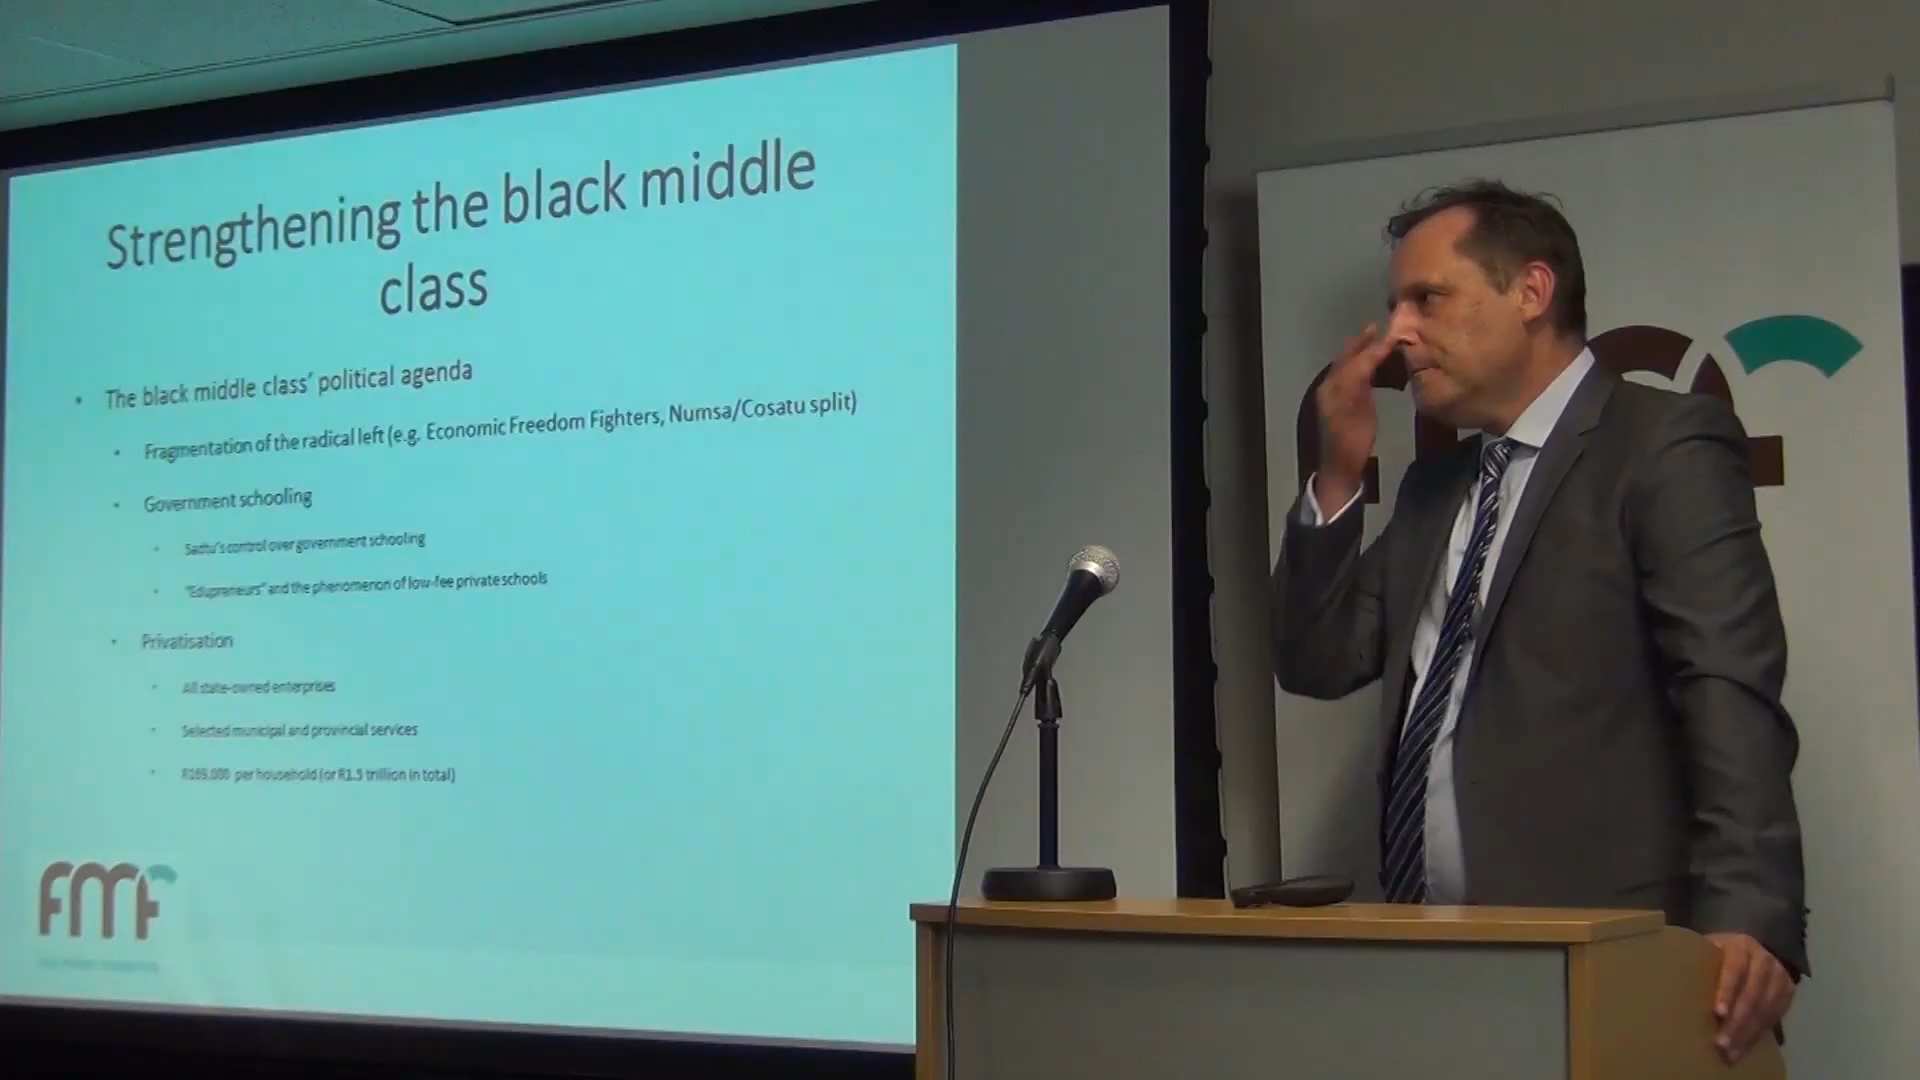 Strengthening the black middle
class
• The black middle class' political agenda
• Fragmentation of the radical left (e.g. Economic Freedom Fighters, Numsa/Cosatu split)
• Government schooling
• Sadtu's control over government schooling
• "Edupreneurs" and the phenomenon of low-fee private schools
• Privatisation
• All state-owned enterprises
• Selected municipal and provincial services
• per household (or R1.5 trillion in total)
FMF